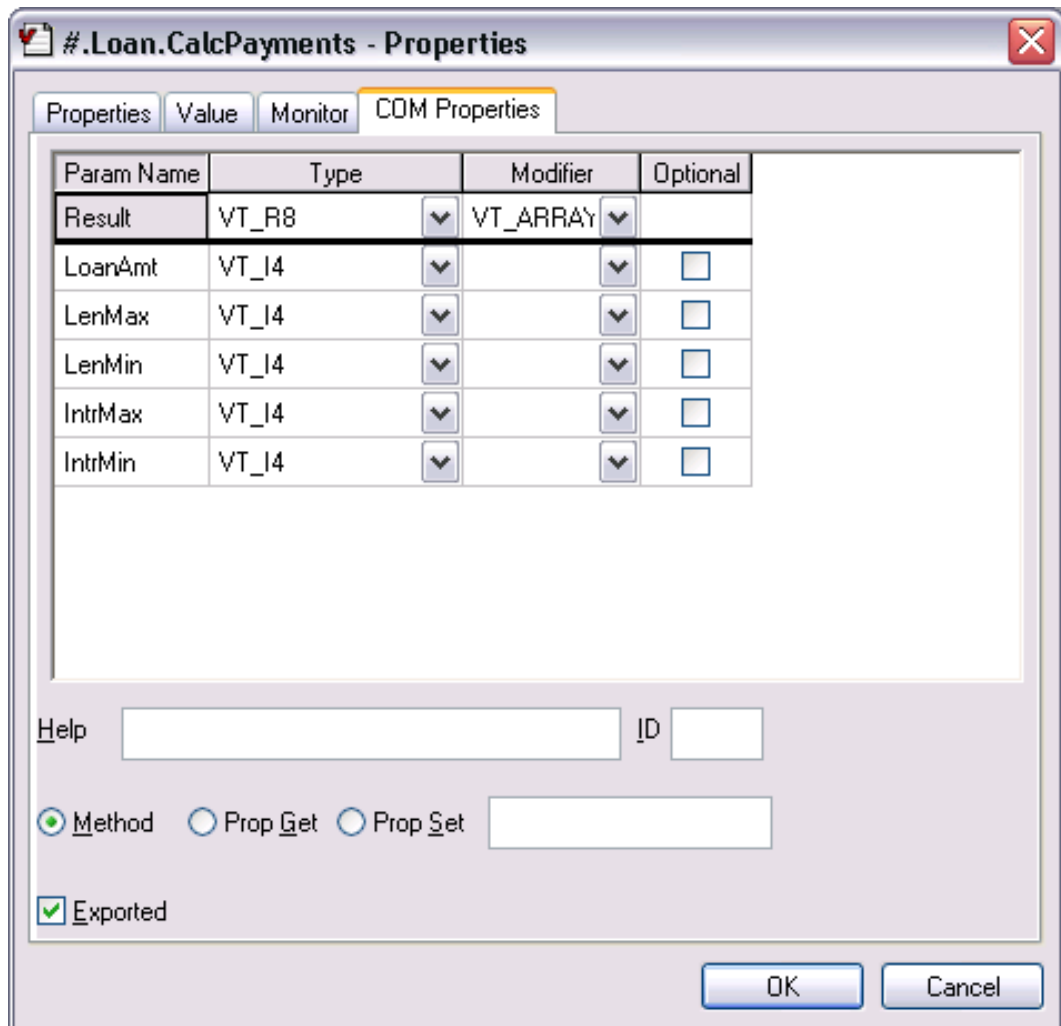 #.Loan.CalcPayments - Properties
Properties Value Monitor COM Properties
Param Name Type Modifier Optional
Result VT_R8 VT_ARRAY
LoanAmt VT_I4
LenMax VT_I4
LenMin VT_I4
IntrMax VT_I4
IntrMin VT_I4
Help ID
Method Prop Get Prop Set
Exported
OK Cancel